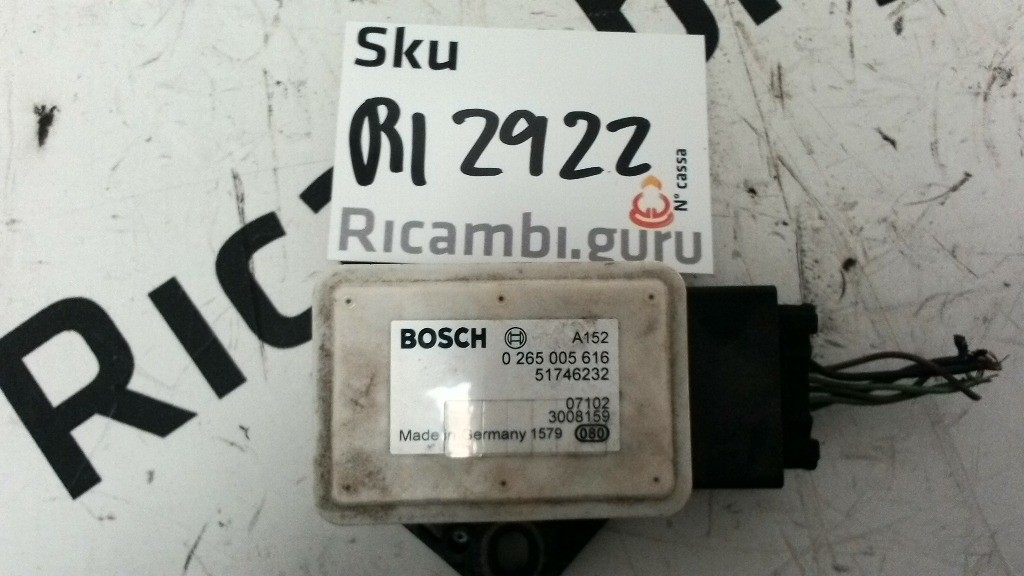 Sku
RI 2922
N° cassa
Ricambi.guru
BOSCH A152
0 265 005 616
51746232
07102
3008159
Made in Germany 1579 080